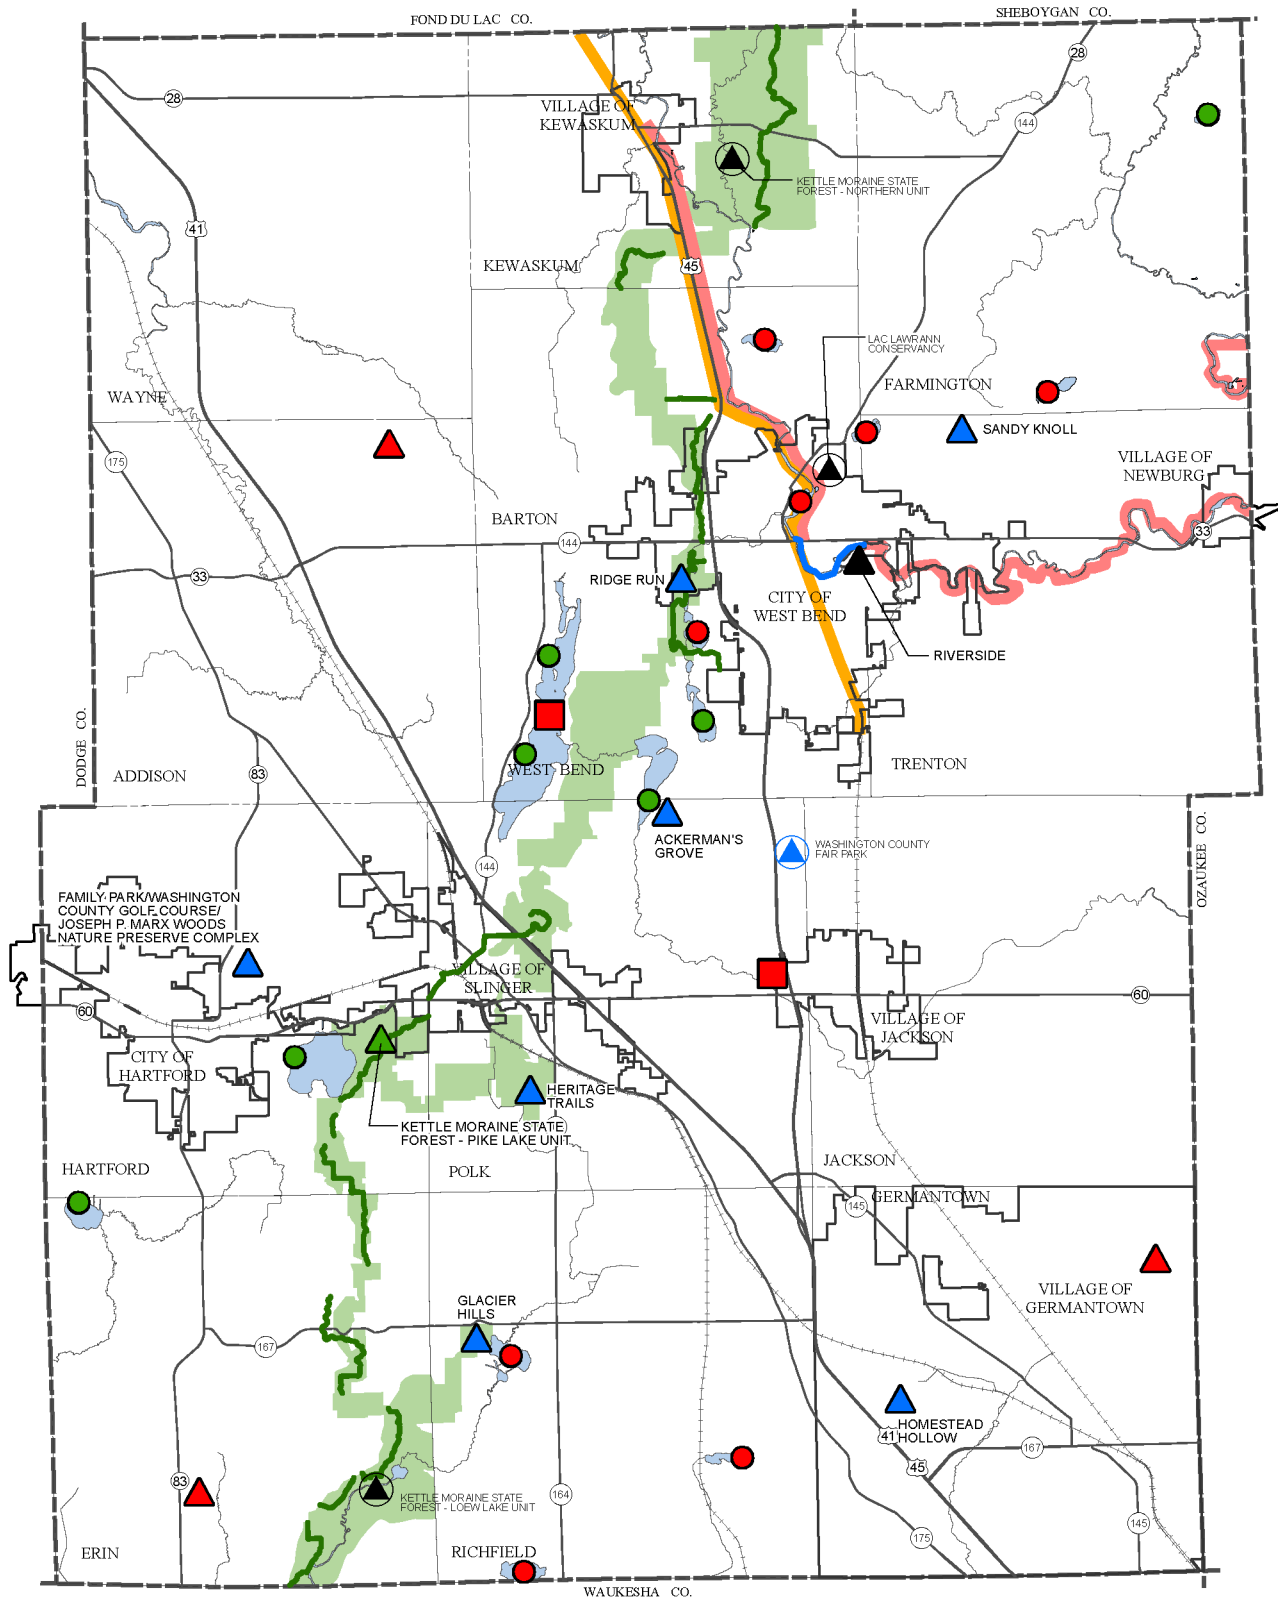 FOND DU LAC CO.
SHEBOYGAN CO.
28
28
VILLAGE OF
KEWASKUM
144
KETTLE MORAINE STATE
FOREST - NORTHERN UNIT
41
KEWASKUM
45
LAC LAWRANN
CONSERVANCY
FARMINGTON
WAYNE
SANDY KNOLL
175
VILLAGE OF
NEWBURG
BARTON
144
33
33
RIDGE RUN
CITY OF
WEST BEND
RIVERSIDE
DODGE CO.
ADDISON
83
WEST BEND
TRENTON
ACKERMAN'S
GROVE
WASHINGTON COUNTY
FAIR PARK
OZAUKEE CO.
144
FAMILY PARK/WASHINGTON
COUNTY GOLF COURSE/
JOSEPH P. MARX WOODS
NATURE PRESERVE COMPLEX
VILLAGE OF
SLINGER
60
60
VILLAGE OF
JACKSON
CITY OF
HARTFORD
HERITAGE
TRAILS
KETTLE MORAINE STATE
FOREST - PIKE LAKE UNIT
HARTFORD
POLK
JACKSON
GERMANTOWN
145
VILLAGE OF
GERMANTOWN
GLACIER
HILLS
167
HOMESTEAD
HOLLOW
41
167
45
83
KETTLE MORAINE STATE
FOREST - LOEW LAKE UNIT
164
145
175
ERIN
RICHFIELD
WAUKESHA CO.